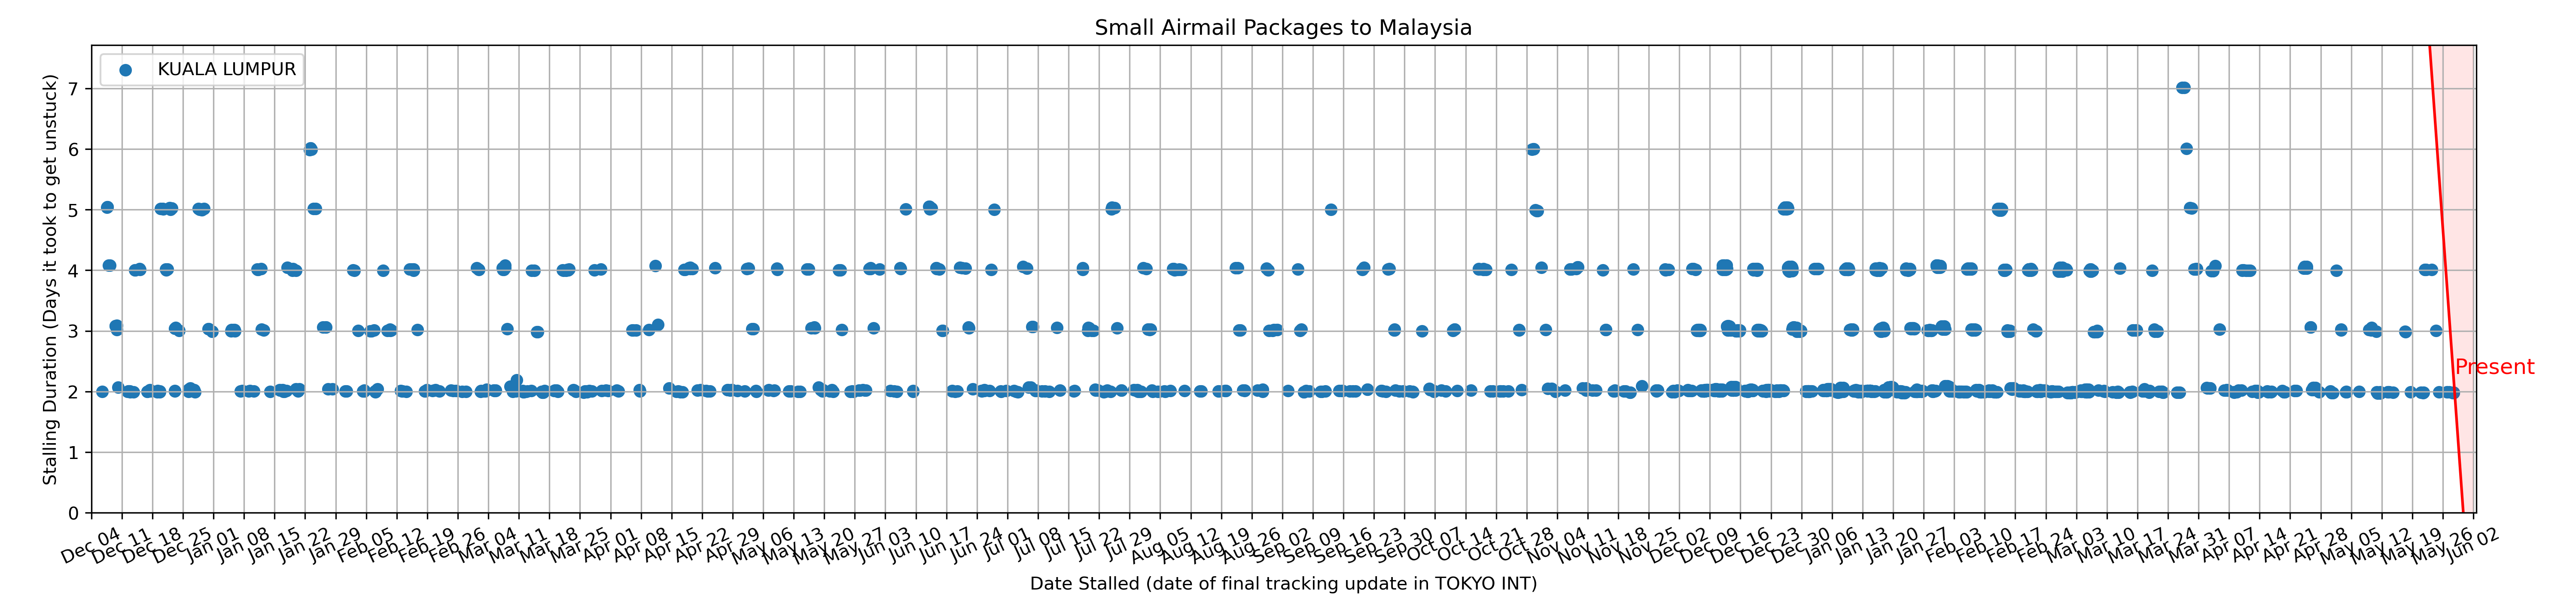 Small Airmail Packages to Malaysia
KUALA LUMPUR
Stalling Duration (Days it took to get unstuck)
7
6
5
4
3
2
1
0
Present
Dec 04 Dec 11 Dec 18 Dec 25 Jan 01 Jan 08 Jan 15 Jan 22 Jan 29 Feb 05 Feb 12 Feb 19 Feb 26 Mar 04 Mar 11 Mar 18 Mar 25 Apr 01 Apr 08 Apr 15 Apr 22 Apr 29 May 06 May 13 May 20 May 27 Jun 03 Jun 10 Jun 17 Jun 24 Jul 01 Jul 08 Jul 15 Jul 22 Jul 29 Aug 05 Aug 12 Aug 19 Aug 26 Sep 02 Sep 09 Sep 16 Sep 23 Sep 30 Oct 07 Oct 14 Oct 21 Oct 28 Nov 04 Nov 11 Nov 18 Nov 25 Dec 02 Dec 09 Dec 16 Dec 23 Dec 30 Jan 06 Jan 13 Jan 20 Jan 27 Feb 03 Feb 10 Feb 17 Feb 24 Mar 03 Mar 10 Mar 17 Mar 24 Mar 31 Apr 07 Apr 14 Apr 21 Apr 28 May 05 May 12 May 19 May 26 Jun 02
Date Stalled (date of final tracking update in TOKYO INT)